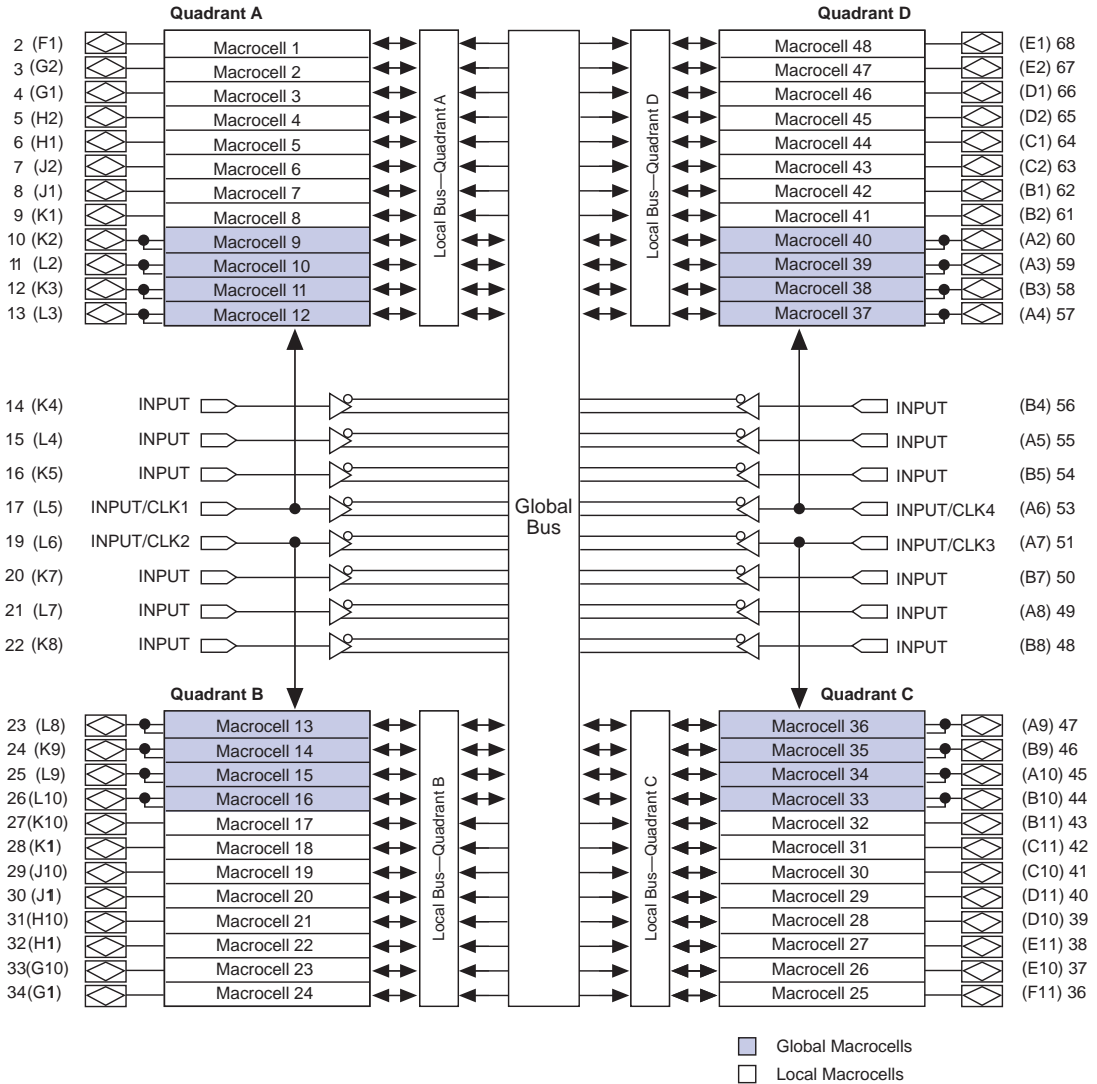 Quadrant A
Quadrant D
2 (F1) Macrocell 1 Macrocell 48 (E1) 68
3 (G2) Macrocell 2 Macrocell 47 (E2) 67
4 (G1) Macrocell 3 Macrocell 46 (D1) 66
5 (H2) Macrocell 4 Macrocell 45 (D2) 65
6 (H1) Macrocell 5 Macrocell 44 (C1) 64
7 (J2) Macrocell 6 Macrocell 43 (C2) 63
8 (J1) Macrocell 7 Macrocell 42 (B1) 62
9 (K1) Macrocell 8 Macrocell 41 (B2) 61
10 (K2) Macrocell 9 Macrocell 40 (A2) 60
11 (L2) Macrocell 10 Macrocell 39 (A3) 59
12 (K3) Macrocell 11 Macrocell 38 (B3) 58
13 (L3) Macrocell 12 Macrocell 37 (A4) 57
Local Bus—Quadrant A
Local Bus—Quadrant D
14 (K4) INPUT INPUT (B4) 56
15 (L4) INPUT INPUT (A5) 55
16 (K5) INPUT INPUT (B5) 54
17 (L5) INPUT/CLK1 INPUT/CLK4 (A6) 53
Global
Bus
19 (L6) INPUT/CLK2 INPUT/CLK3 (A7) 51
20 (K7) INPUT INPUT (B7) 50
21 (L7) INPUT INPUT (A8) 49
22 (K8) INPUT INPUT (B8) 48
Quadrant B
Quadrant C
23 (L8) Macrocell 13 Macrocell 36 (A9) 47
24 (K9) Macrocell 14 Macrocell 35 (B9) 46
25 (L9) Macrocell 15 Macrocell 34 (A10) 45
26 (L10) Macrocell 16 Macrocell 33 (B10) 44
27 (K10) Macrocell 17 Macrocell 32 (B11) 43
28 (K1) Macrocell 18 Macrocell 31 (C11) 42
29 (J10) Macrocell 19 Macrocell 30 (C10) 41
30 (J1) Macrocell 20 Macrocell 29 (D11) 40
31 (H10) Macrocell 21 Macrocell 28 (D10) 39
32 (H1) Macrocell 22 Macrocell 27 (E11) 38
33 (G10) Macrocell 23 Macrocell 26 (E10) 37
34 (G1) Macrocell 24 Macrocell 25 (F11) 36
Local Bus—Quadrant B
Local Bus—Quadrant C
Global Macrocells
Local Macrocells